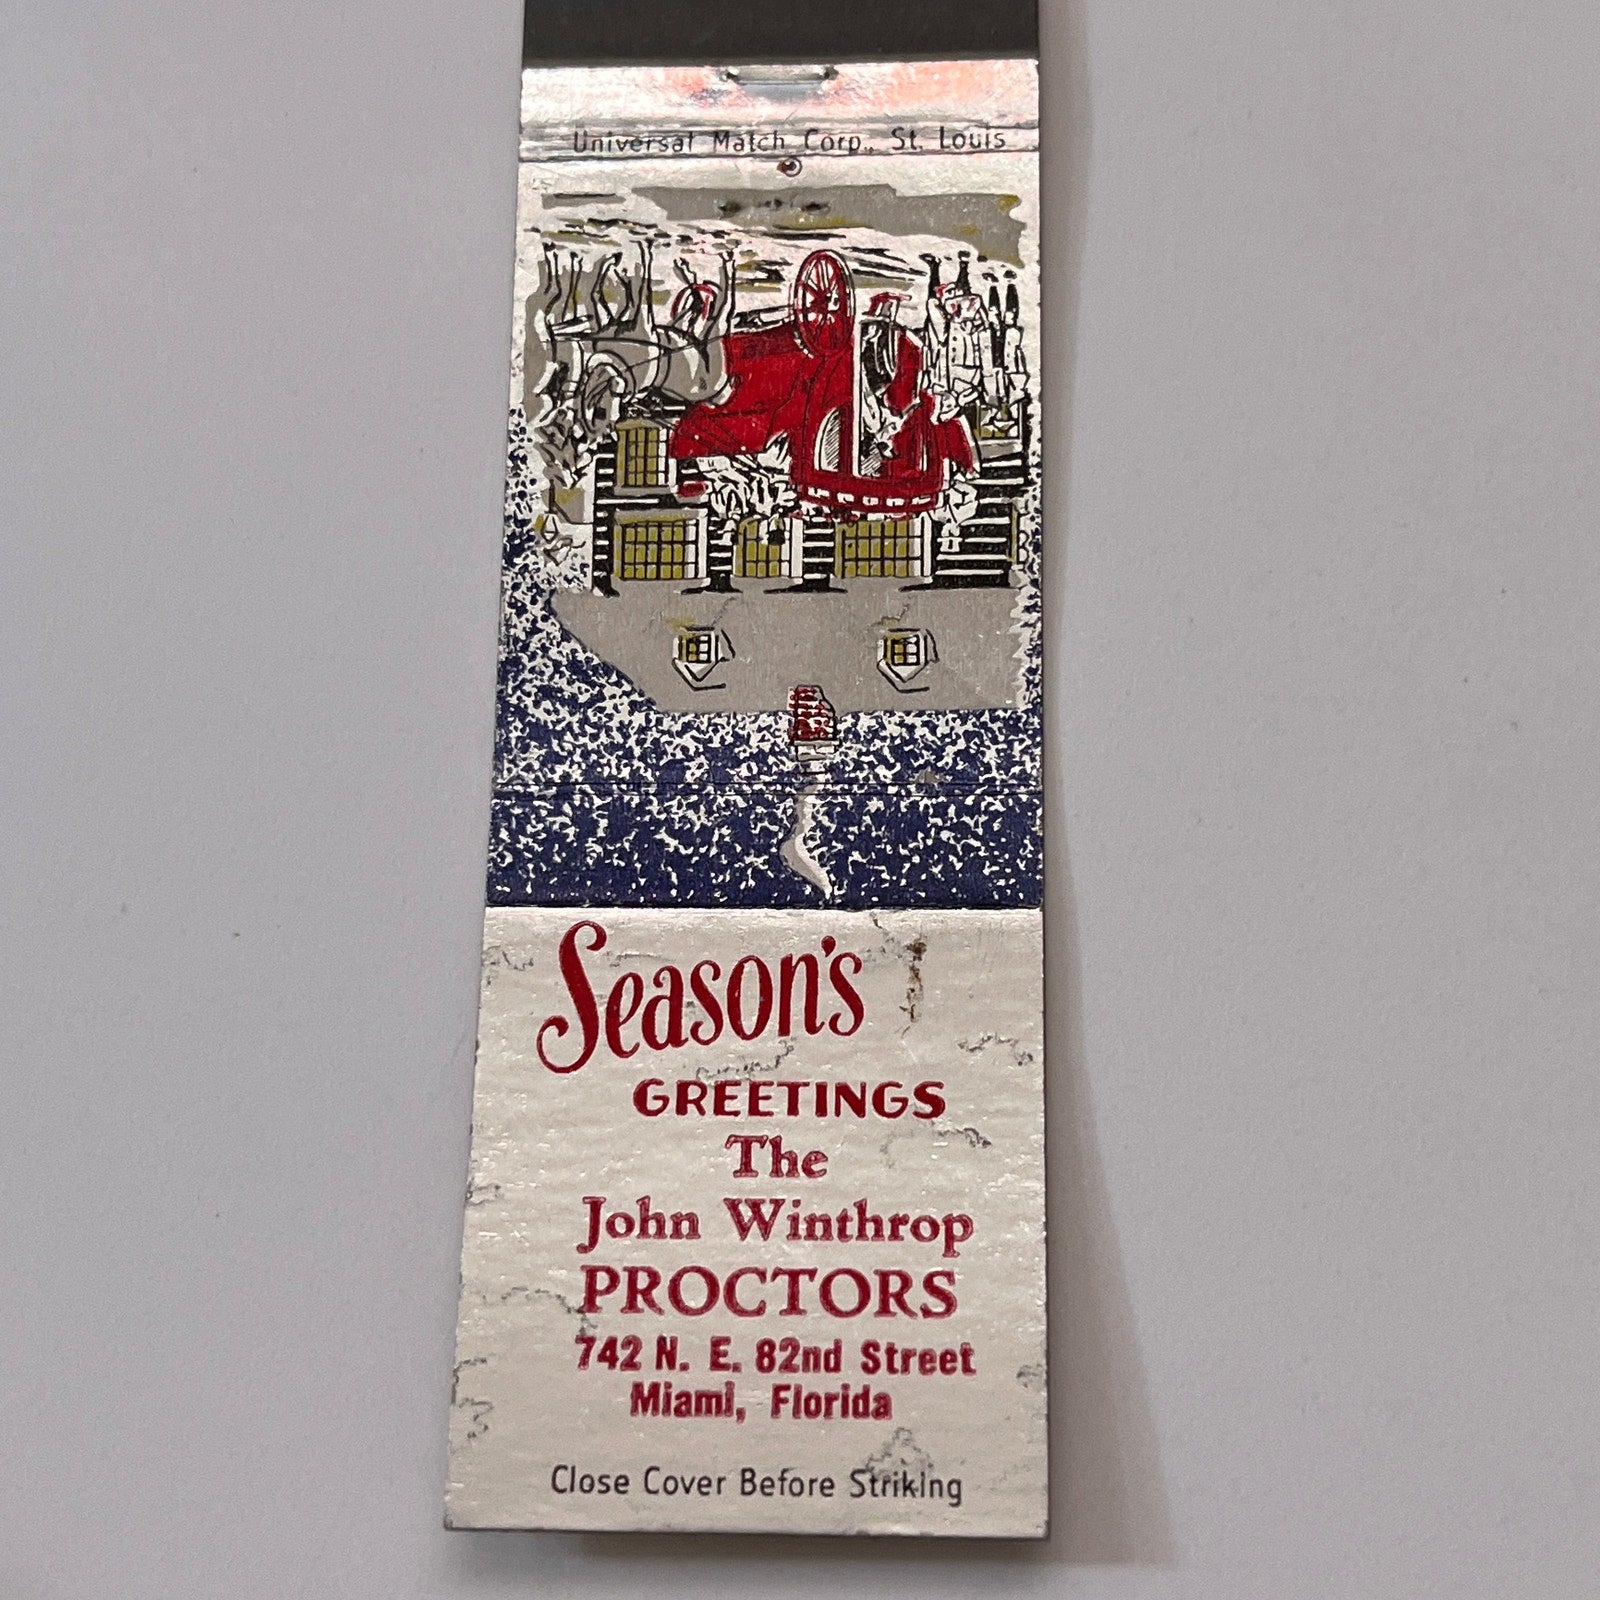 Universal Match Corp., St. Louis
Season's
GREETINGS
The
John Winthrop
PROCTORS
742 N. E. 82nd Street
Miami, Florida
Close Cover Before Striking